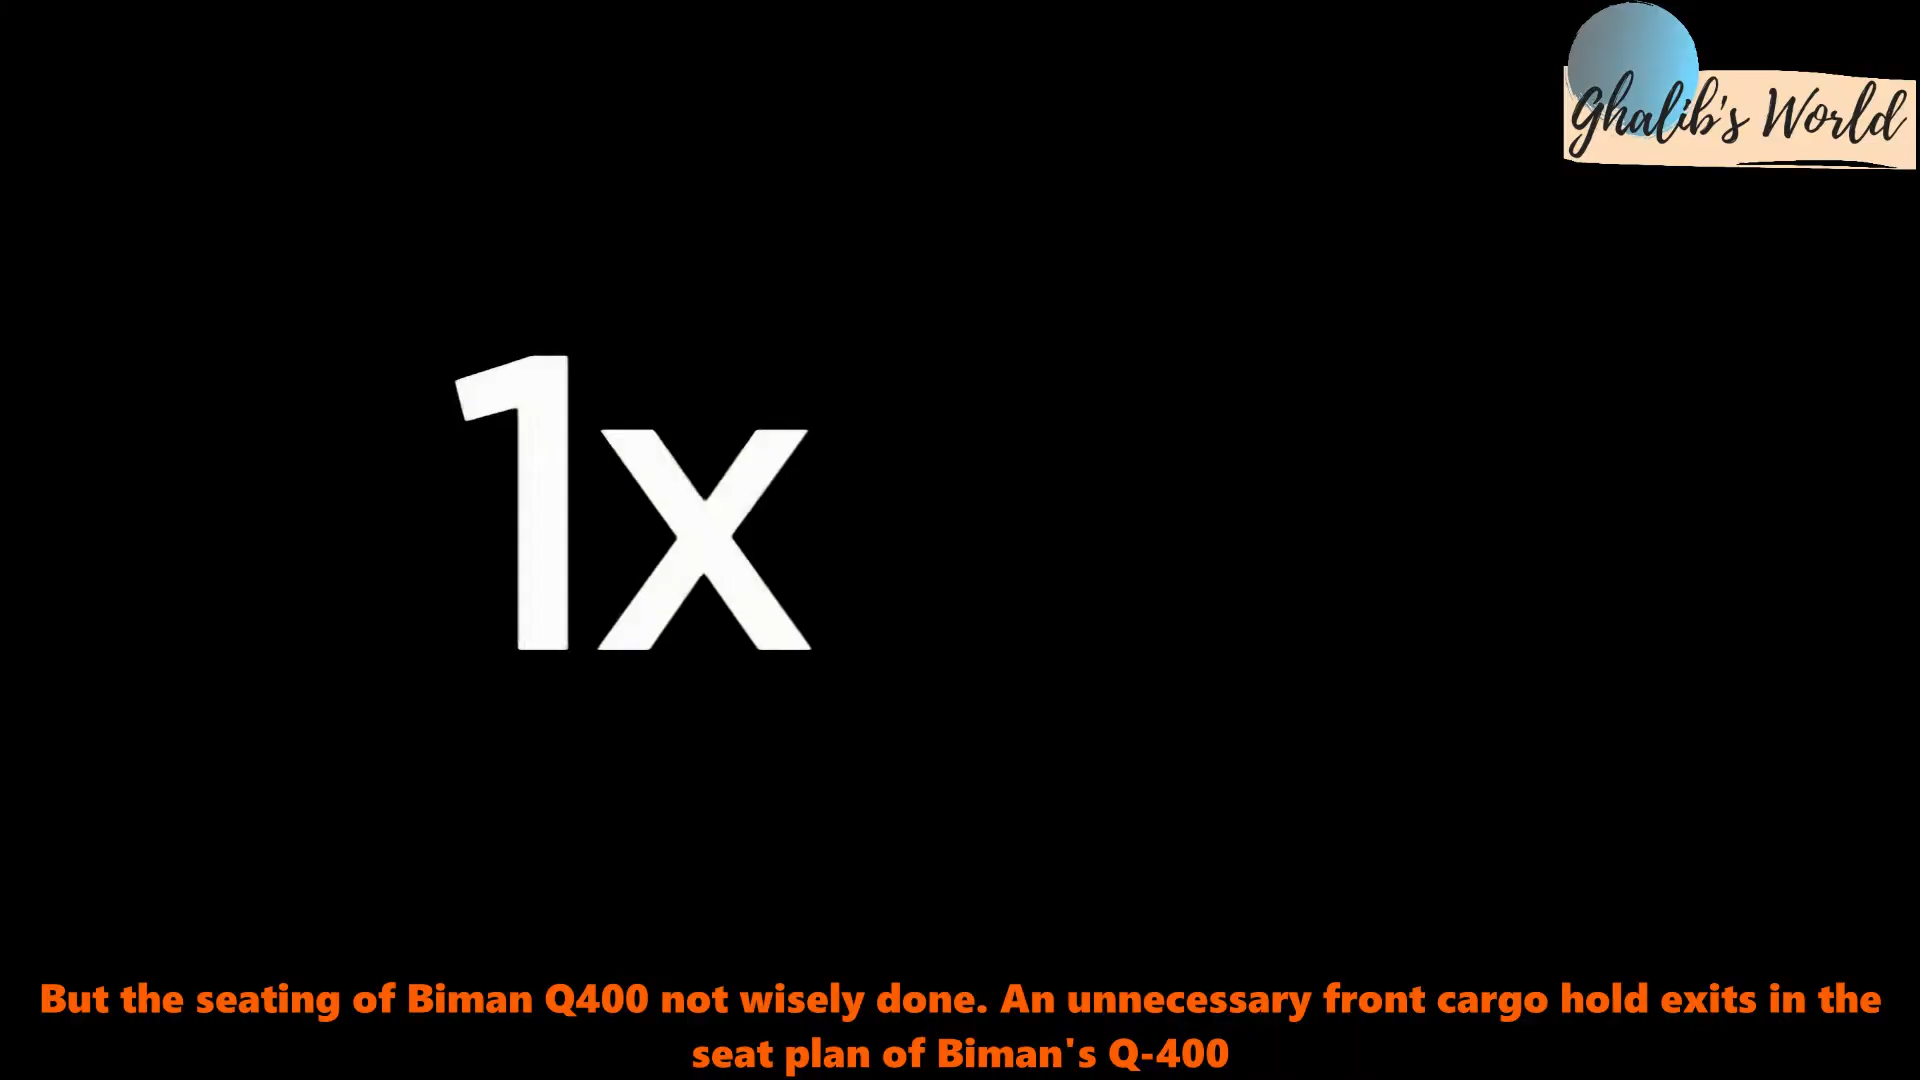 Ghalib's World
1x
But the seating of Biman Q400 not wisely done. An unnecessary front cargo hold exits in the
seat plan of Biman's Q-400